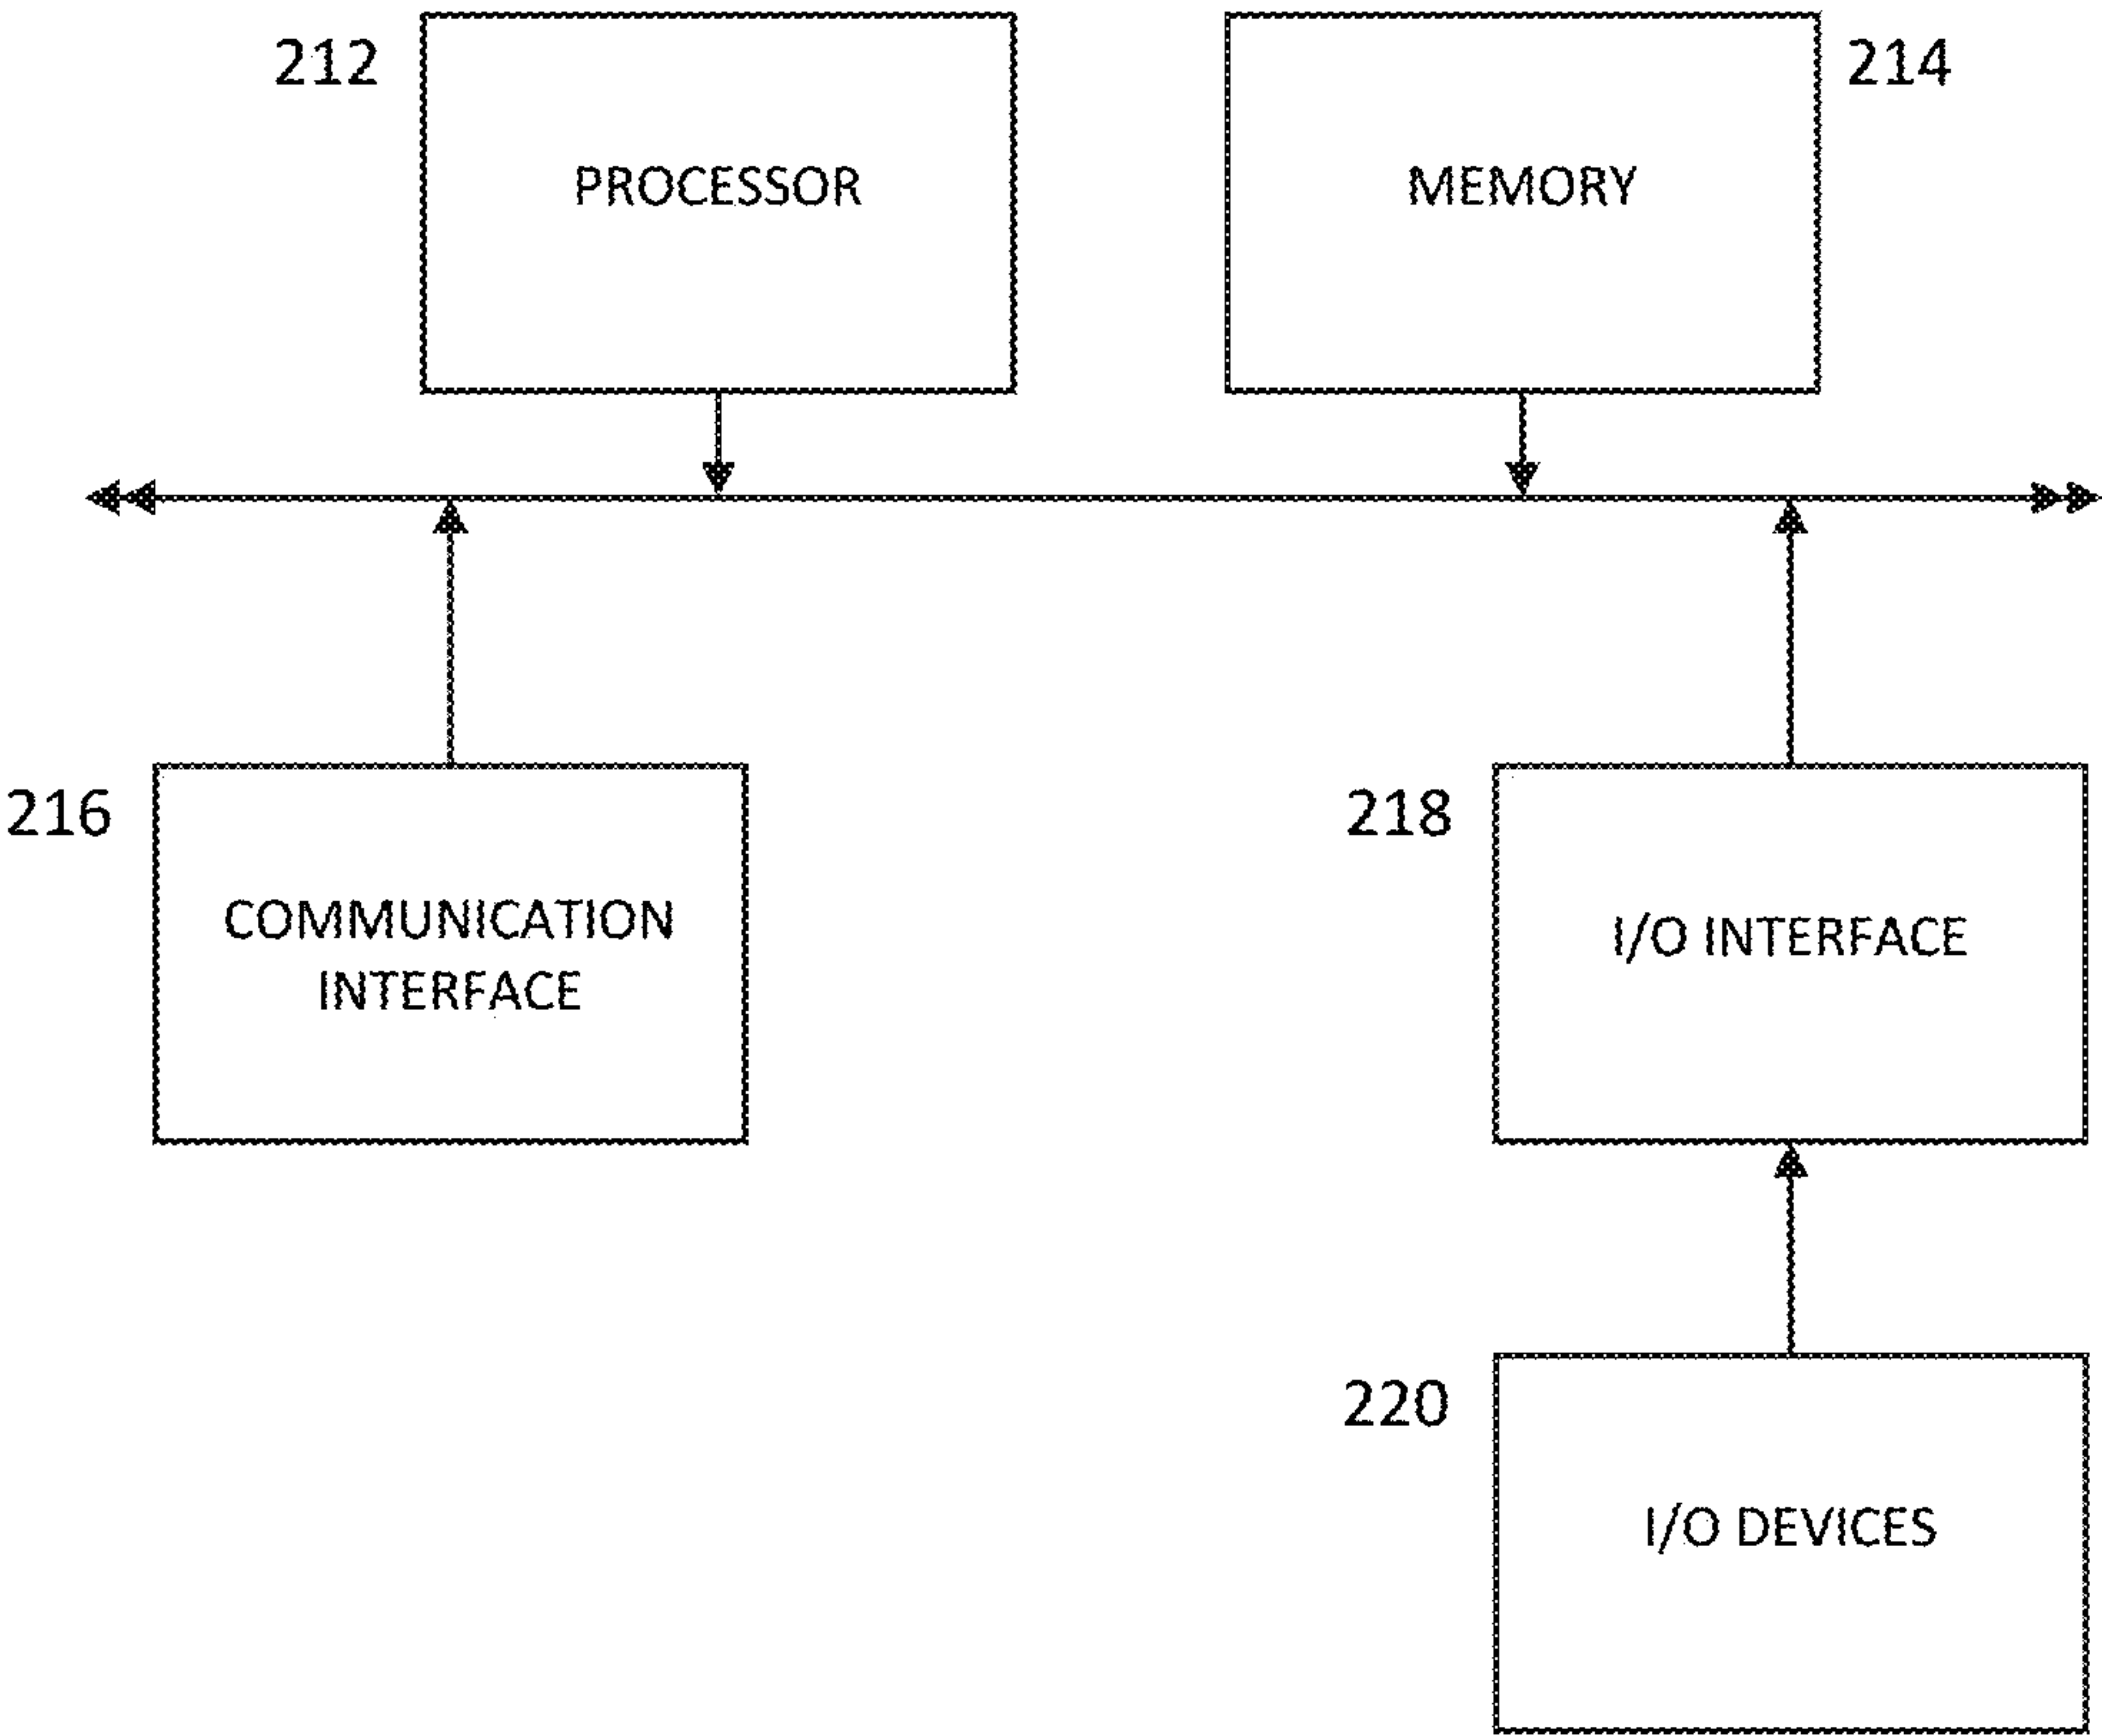 212
PROCESSOR
MEMORY
214
216
COMMUNICATION
INTERFACE
218
I/O INTERFACE
220
I/O DEVICES